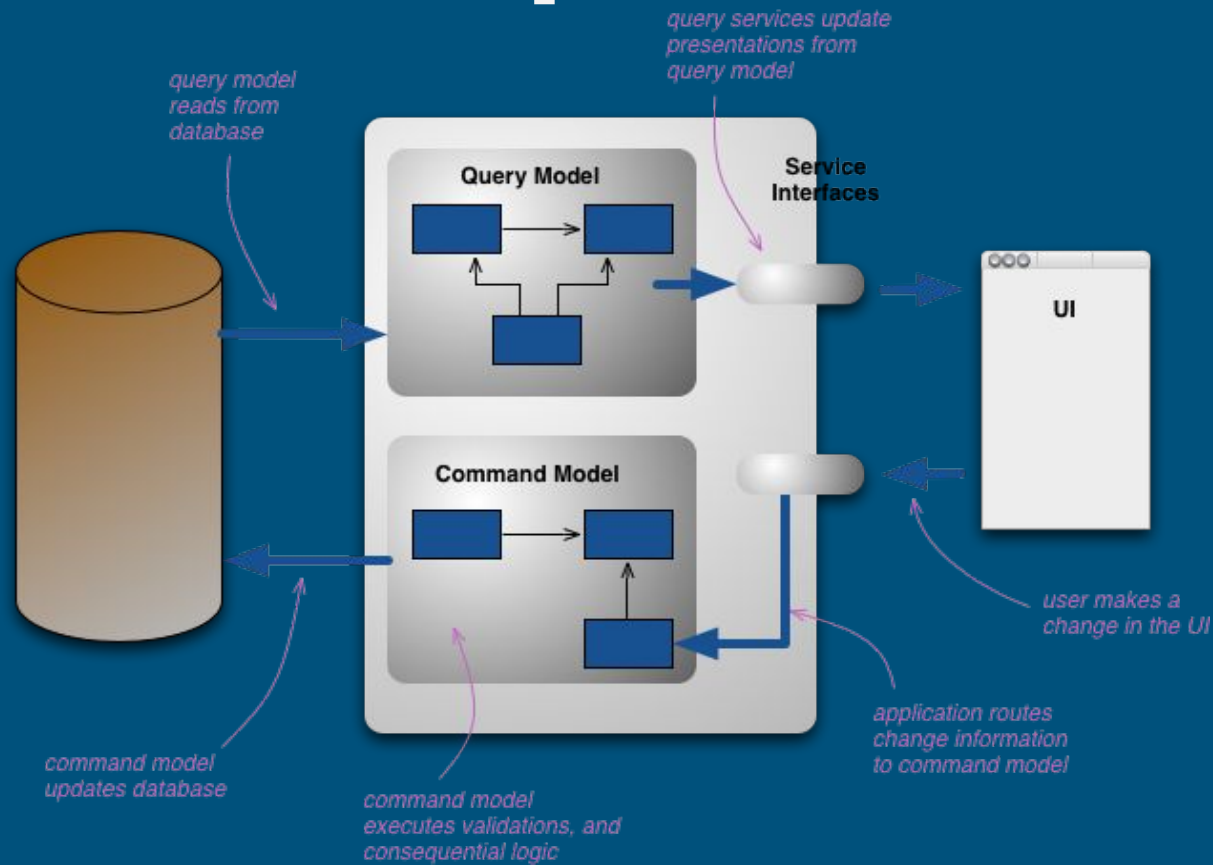 query services update
presentations from
query model
query model
reads from
database
Service
Interfaces
Query Model
UI
Command Model
user makes a
change in the UI
application routes
change information
to command model
command model
updates database
command model
executes validations, and
consequential logic